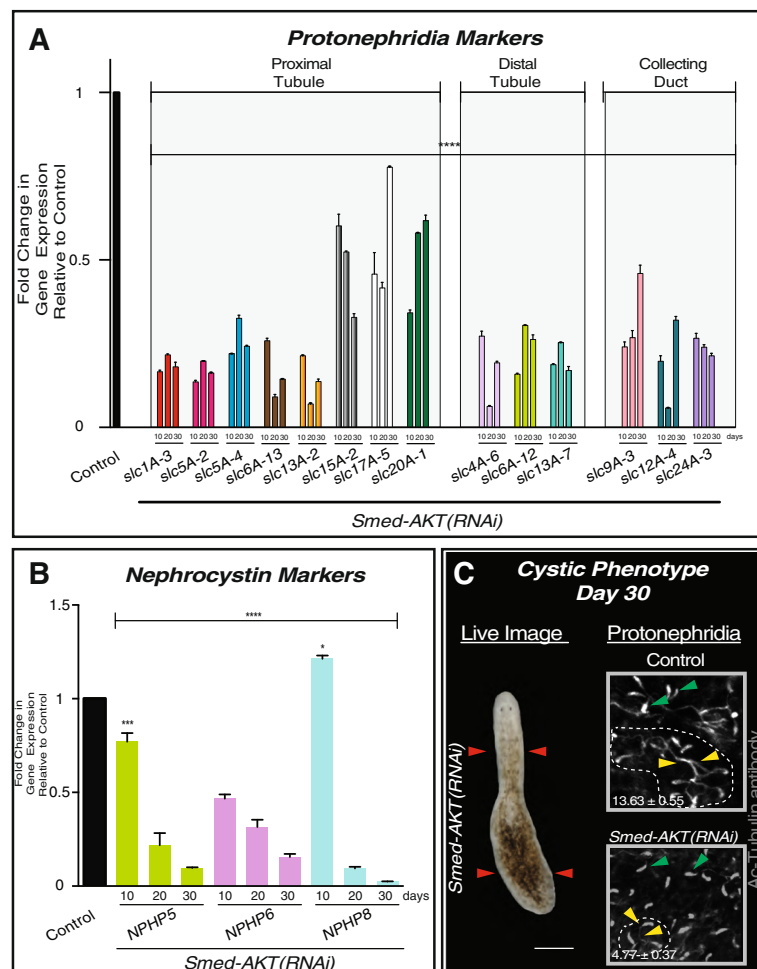 A Protonephridia Markers
Proximal Tubule
Distal Tubule
Collecting Duct
Fold Change in Gene Expression Relative to Control
1
0.5
0
****
10 20 30 10 20 30 10 20 30 10 20 30 10 20 30 10 20 30 10 20 30 10 20 30 10 20 30 10 20 30 10 20 30 10 20 30 10 20 30 10 20 30 days
Control slc1A-3 slc5A-2 slc5A-4 slc6A-13 slc13A-2 slc15A-2 slc17A-5 slc20A-1 slc4A-6 slc6A-12 slc13A-7 slc9A-3 slc12A-4 slc24A-3
Smed-AKT(RNAi)
B Nephrocystin Markers
Fold Change in Gene Expression Relative to Control
1.5
1
0.5
0
****
***
*
10 20 30 10 20 30 10 20 30 days
Control NPHP5 NPHP6 NPHP8
Smed-AKT(RNAi)
C Cystic Phenotype
Day 30
Live Image
Protonephridia
Smed-AKT(RNAi)
Control
13.63 ± 0.55
Smed-AKT(RNAi)
4.77 ± 0.37
Ac-Tubulin antibody